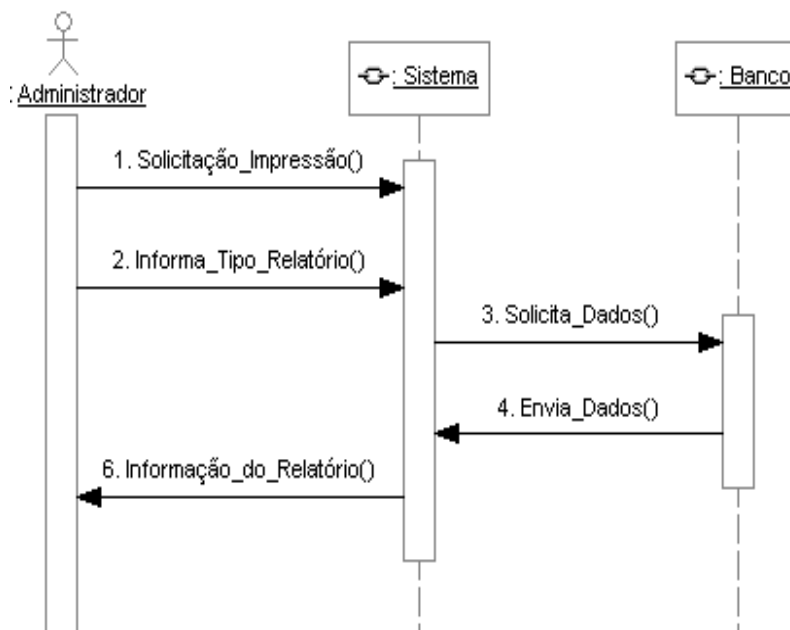 : Administrador
: Sistema
: Banco
1. Solicitação_Impressão()
2. Informa_Tipo_Relatório()
3. Solicita_Dados()
4. Envia_Dados()
6. Informação_do_Relatório()